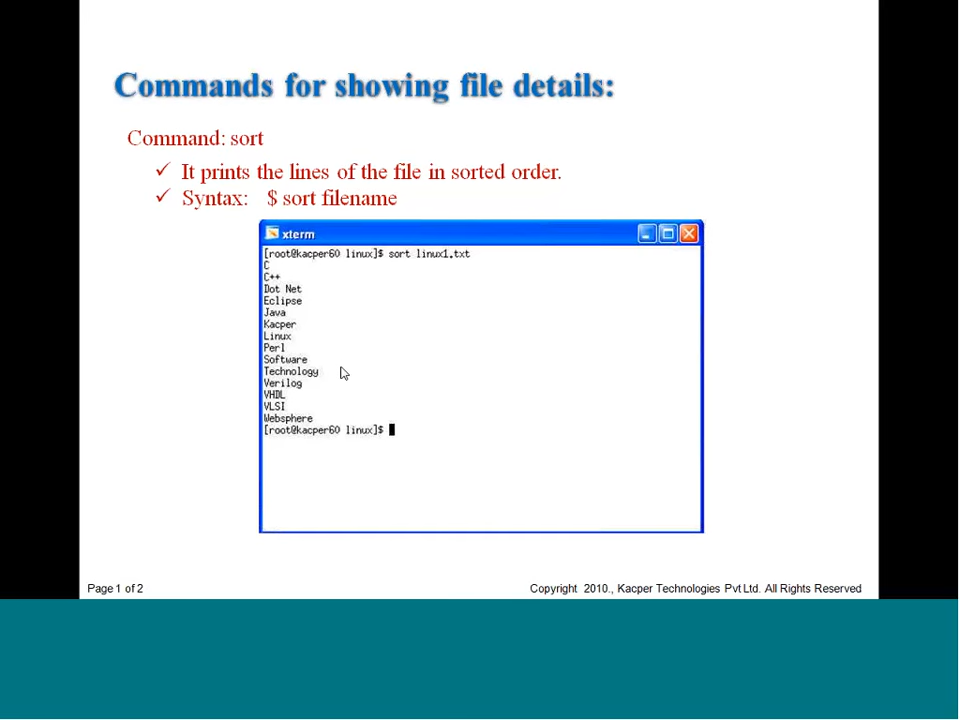 Commands for showing file details:
Command: sort
✓ It prints the lines of the file in sorted order.
✓ Syntax: $ sort filename
xterm
[root@kacper60 linux]$ sort linux1.txt
C
C++
Dot Net
Eclipse
Java
Kacper
Linux
Perl
Software
Technology
Verilog
VHDL
VLSI
Websphere
[root@kacper60 linux]$
Page 1 of 2
Copyright 2010., Kacper Technologies Pvt Ltd. All Rights Reserved